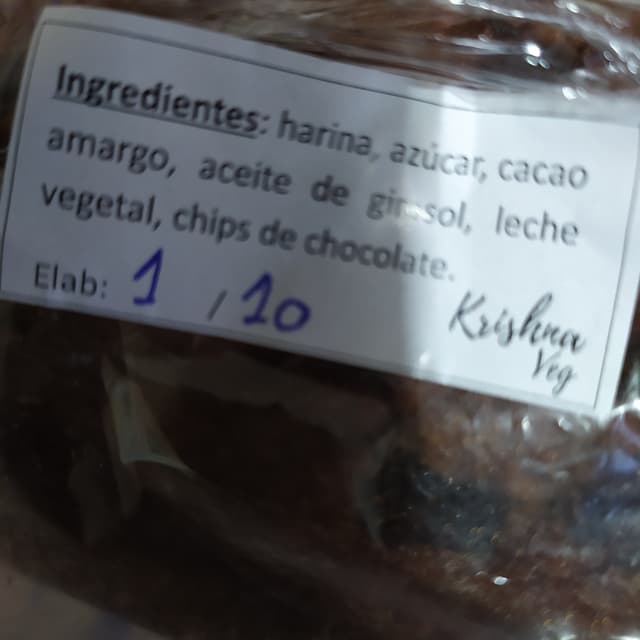 Ingredientes: harina, azúcar, cacao
amargo, aceite de girasol, leche
vegetal, chips de chocolate.
Elab: 1 / 10
Krishna
Veg